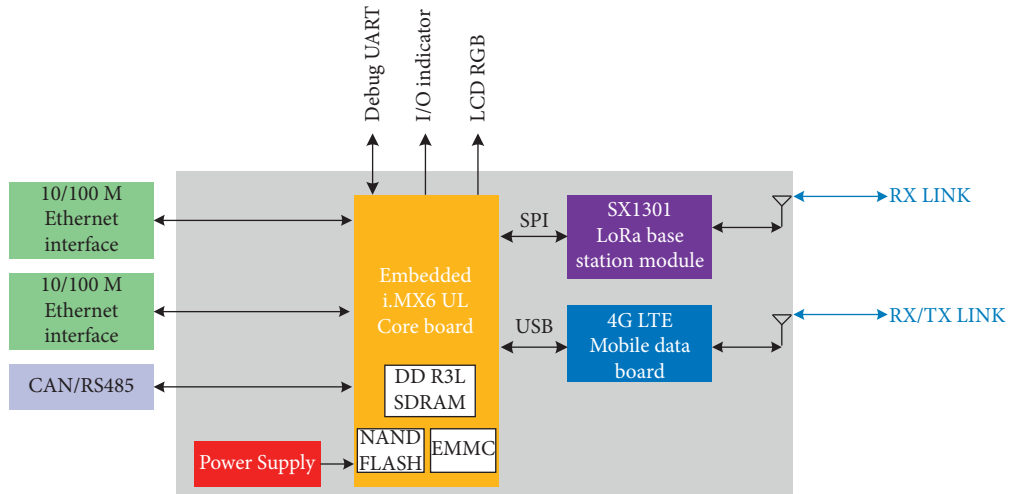 Debug UART
I/O indicator
LCD RGB
10/100 M
Ethernet
interface
10/100 M
Ethernet
interface
CAN/RS485
Power Supply
Embedded
i.MX6 UL
Core board
DD R3L
SDRAM
NAND
FLASH
EMMC
SPI
USB
SX1301
LoRa base
station module
4G LTE
Mobile data
board
RX LINK
RX/TX LINK